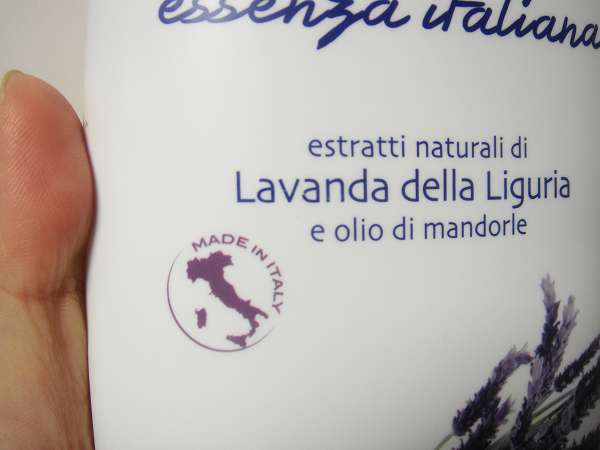 essenza italiana
estratti naturali di
Lavanda della Liguria
e olio di mandorle
MADE IN ITALY